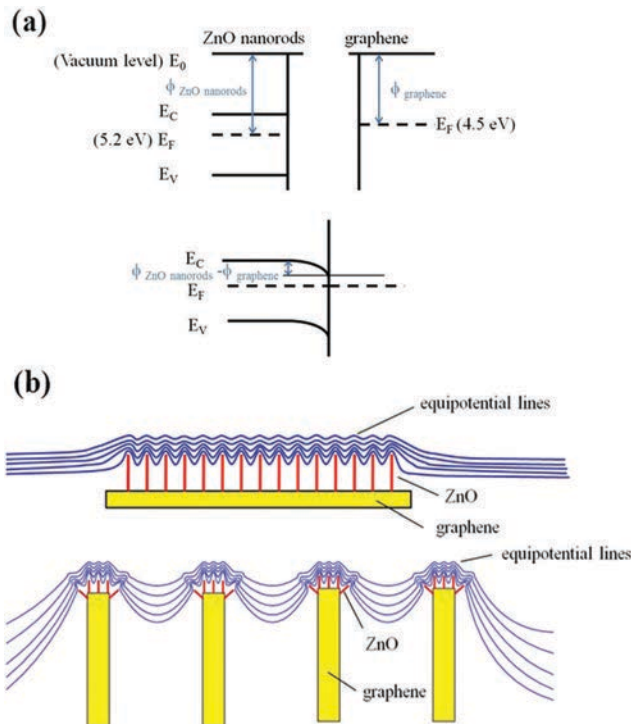 (a)
ZnO nanorods graphene
(Vacuum level) E0
ϕ ZnO nanorods
ϕ graphene
EC
(5.2 eV) EF
EF (4.5 eV)
EV
EC
ϕ ZnO nanorods -ϕ graphene
EF
EV
(b)
equipotential lines
ZnO
graphene
equipotential lines
ZnO
graphene